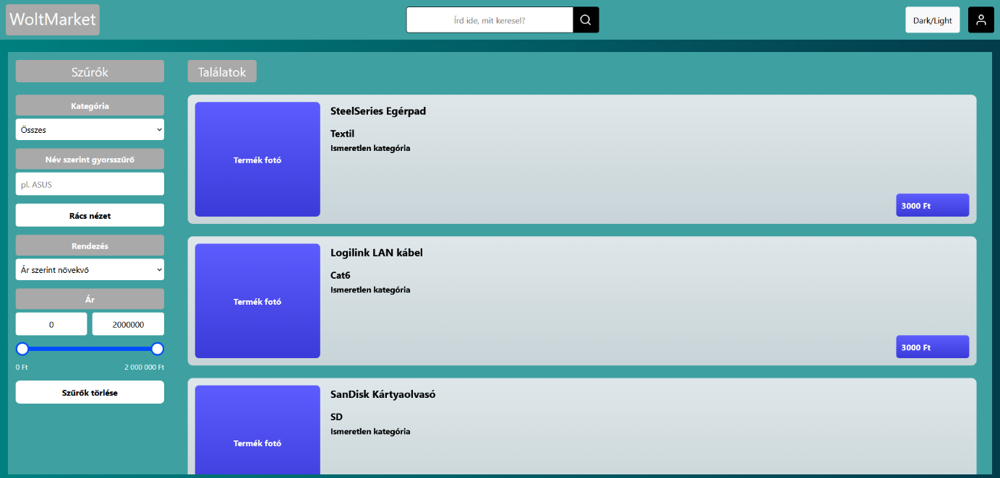 WoltMarket
Írd ide, mit keresel?
Dark/Light
Szűrők
Kategória
Összes
Név szerint gyorsszűrő
pl. ASUS
Rács nézet
Rendezés
Ár szerint növekvő
Ár
0
2000000
0 Ft
2 000 000 Ft
Szűrők törlése
Találatok
Termék fotó
SteelSeries Egérpad
Textil
Ismeretlen kategória
3000 Ft
Termék fotó
Logilink LAN kábel
Cat6
Ismeretlen kategória
3000 Ft
Termék fotó
SanDisk Kártyaolvasó
SD
Ismeretlen kategória